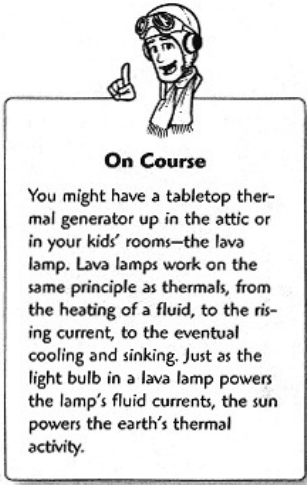 On Course
You might have a tabletop ther-
mal generator up in the attic or
in your kids' rooms—the lava
lamp. Lava lamps work on the
same principle as thermals, from
the heating of a fluid, to the ris-
ing current, to the eventual
cooling and sinking. Just as the
light bulb in a lava lamp powers
the lamp's fluid currents, the sun
powers the earth's thermal
activity.